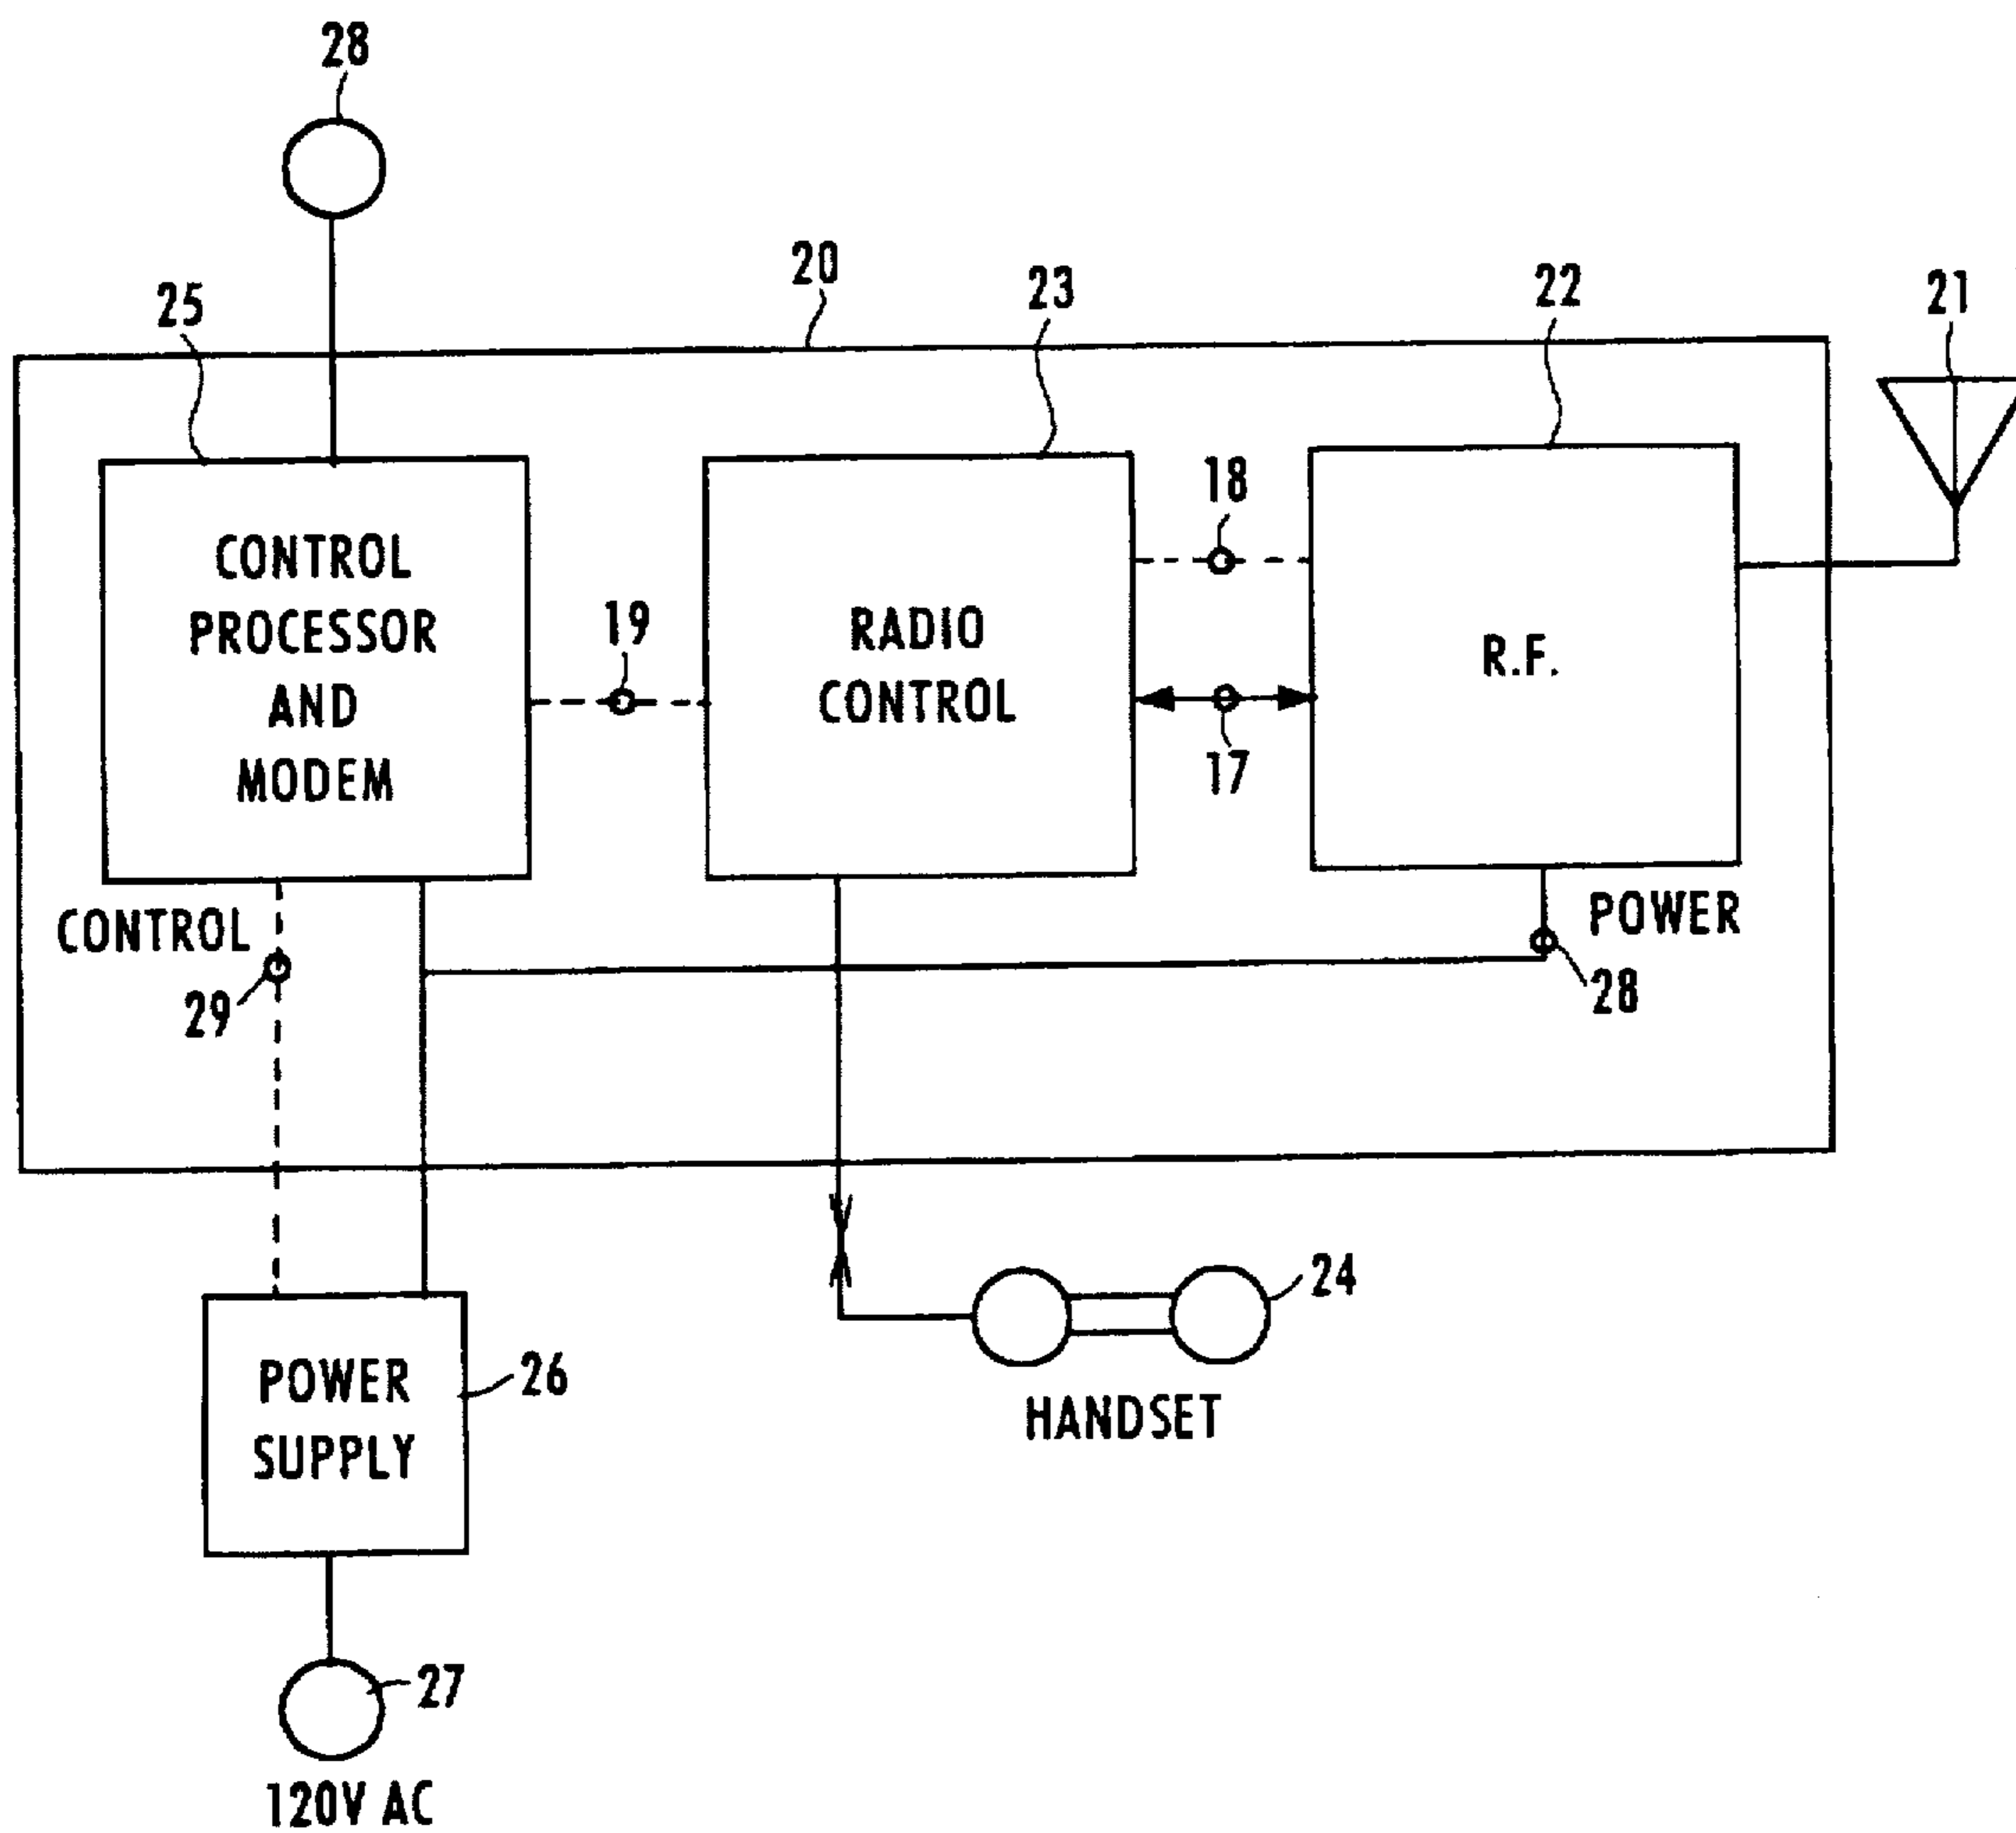 28
20
25
23
22
21
18
CONTROL
PROCESSOR
AND
MODEM
19
RADIO
CONTROL
R.F.
17
CONTROL
POWER
29
28
24
POWER
SUPPLY
26
HANDSET
27
120V AC